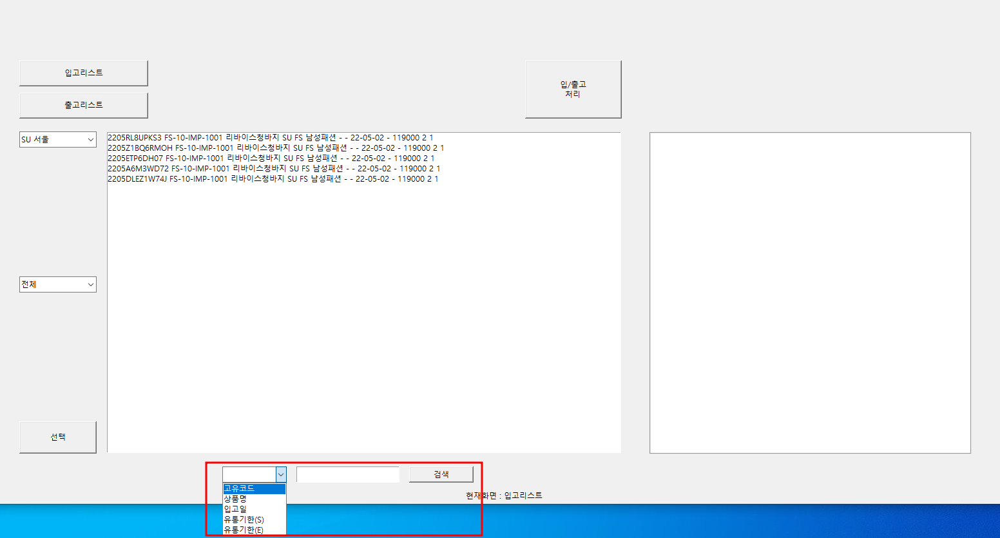 입고리스트
출고리스트
입/출고
처리
SU 서울
2205RL8UPKS3 FS-10-IMP-1001 리바이스청바지 SU FS 남성패션 - - 22-05-02 - 119000 2 1
2205Z1BQ6RMOH FS-10-IMP-1001 리바이스청바지 SU FS 남성패션 - - 22-05-02 - 119000 2 1
2205ETP6DH07 FS-10-IMP-1001 리바이스청바지 SU FS 남성패션 - - 22-05-02 - 119000 2 1
2205A6M3WD72 FS-10-IMP-1001 리바이스청바지 SU FS 남성패션 - - 22-05-02 - 119000 2 1
2205DLEZ1W74J FS-10-IMP-1001 리바이스청바지 SU FS 남성패션 - - 22-05-02 - 119000 2 1
전체
선택
검색
고유코드
상품명
입고일
유통기한(S)
유통기한(E)
현재화면 : 입고리스트